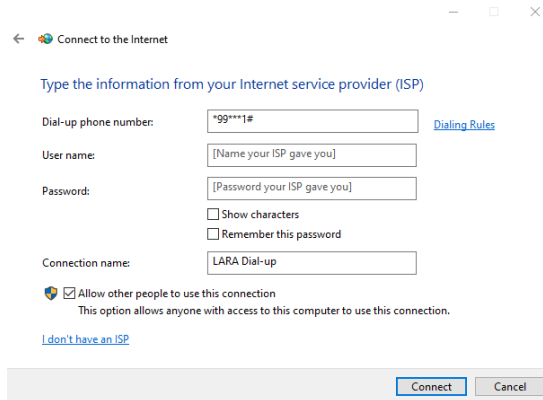 Connect to the Internet
Type the information from your Internet service provider (ISP)
Dial-up phone number: *99***1# Dialing Rules
User name: [Name your ISP gave you]
Password: [Password your ISP gave you]
Show characters
Remember this password
Connection name: LARA Dial-up
Allow other people to use this connection
This option allows anyone with access to this computer to use this connection.
I don't have an ISP
Connect Cancel